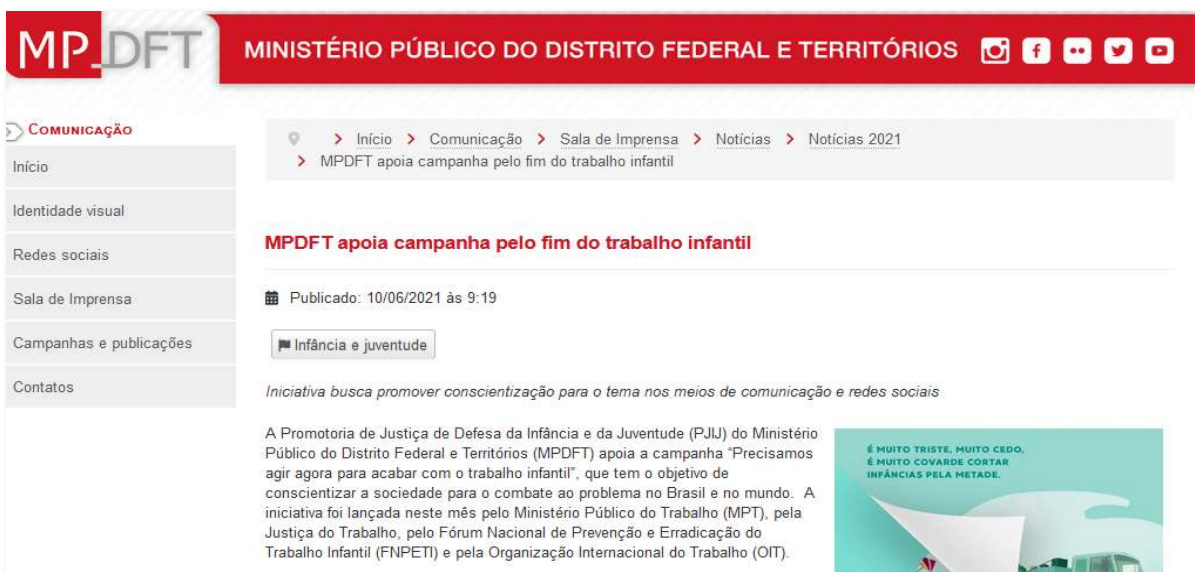 MP_DFT
MINISTÉRIO PÚBLICO DO DISTRITO FEDERAL E TERRITÓRIOS
COMUNICAÇÃO
Início
Identidade visual
Redes sociais
Sala de Imprensa
Campanhas e publicações
Contatos
> Início > Comunicação > Sala de Imprensa > Notícias > Notícias 2021
> MPDFT apoia campanha pelo fim do trabalho infantil
MPDFT apoia campanha pelo fim do trabalho infantil
Publicado: 10/06/2021 às 9:19
Infância e juventude
Iniciativa busca promover conscientização para o tema nos meios de comunicação e redes sociais
A Promotoria de Justiça de Defesa da Infância e da Juventude (PJIJ) do Ministério
Público do Distrito Federal e Territórios (MPDFT) apoia a campanha “Precisamos
agir agora para acabar com o trabalho infantil”, que tem o objetivo de
conscientizar a sociedade para o combate ao problema no Brasil e no mundo. A
iniciativa foi lançada neste mês pelo Ministério Público do Trabalho (MPT), pela
Justiça do Trabalho, pelo Fórum Nacional de Prevenção e Erradicação do
Trabalho Infantil (FNPETI) e pela Organização Internacional do Trabalho (OIT).
É MUITO TRISTE, MUITO CEDO,
É MUITO COVARDE CORTAR
INFÂNCIAS PELA METADE.